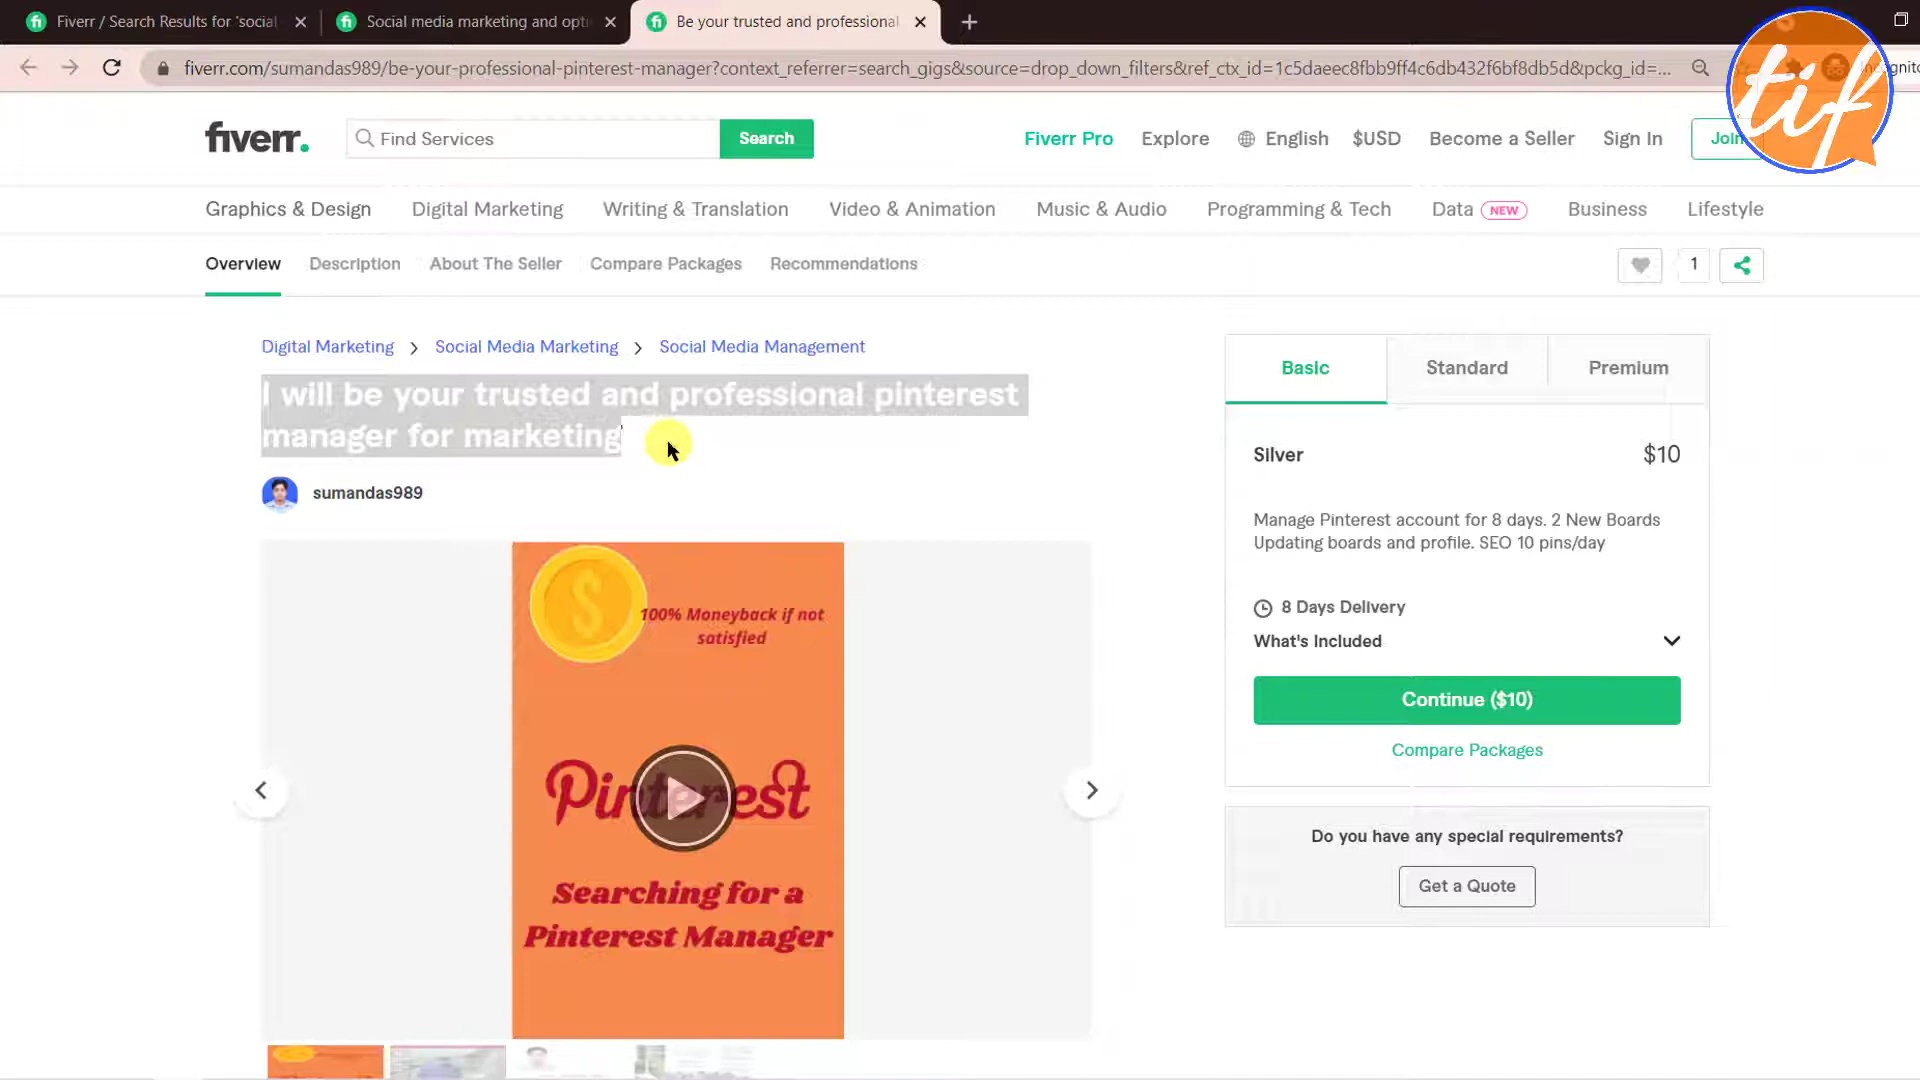 Fiverr / Search Results for 'social
Social media marketing and opti
Be your trusted and professional
fiverr.com/sumandas989/be-your-professional-pinterest-manager?context_referrer=search_gigs&source=drop_down_filters&ref_ctx_id=1c5daeec8fbb9ff4c6db432f6bf8db5d&pckg_id=...
tif
fiverr.
Find Services
Search
Fiverr Pro
Explore
English
$USD
Become a Seller
Sign In
Join
Graphics & Design
Digital Marketing
Writing & Translation
Video & Animation
Music & Audio
Programming & Tech
Data NEW
Business
Lifestyle
Overview
Description
About The Seller
Compare Packages
Recommendations
1
Digital Marketing > Social Media Marketing > Social Media Management
I will be your trusted and professional pinterest
manager for marketing
sumandas989
100% Moneyback if not
satisfied
Pinterest
Searching for a
Pinterest Manager
Basic
Standard
Premium
Silver
$10
Manage Pinterest account for 8 days. 2 New Boards
Updating boards and profile. SEO 10 pins/day
8 Days Delivery
What's Included
Continue ($10)
Compare Packages
Do you have any special requirements?
Get a Quote